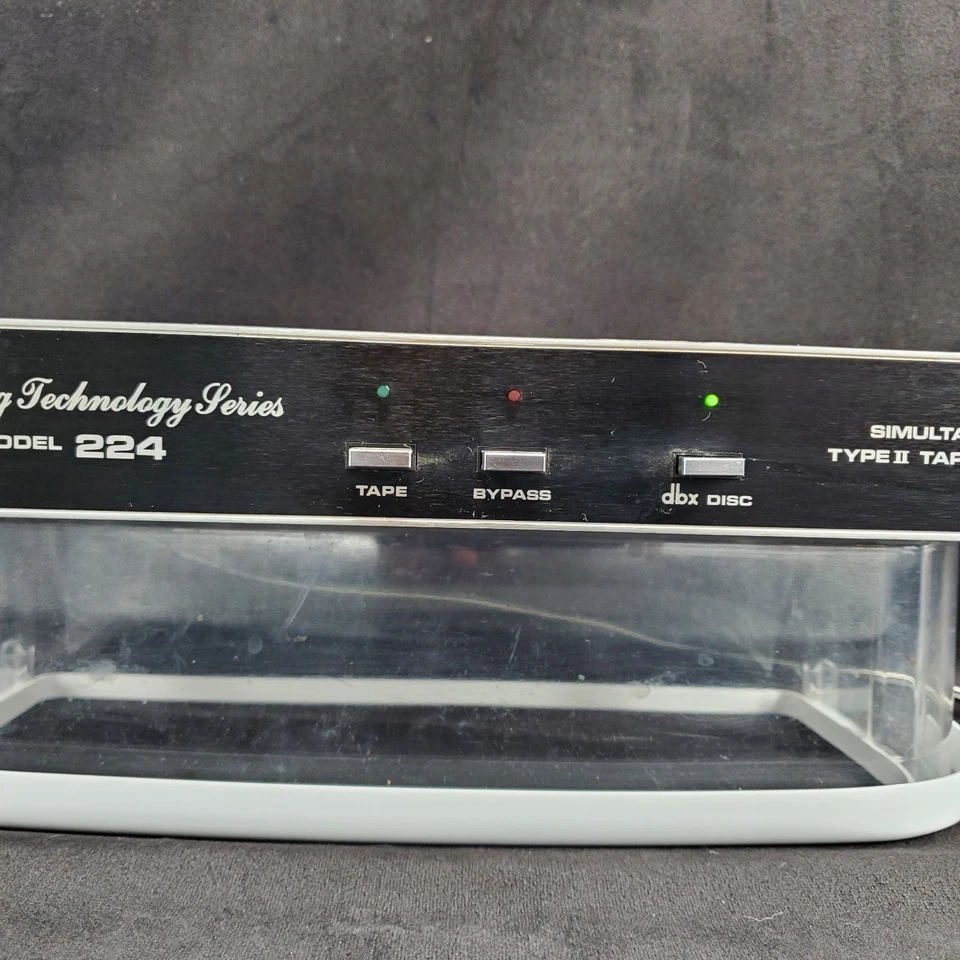 g Technology Series
ODEL 224
TAPE
BYPASS
dbx DISC
SIMULTA
TYPE II TAP